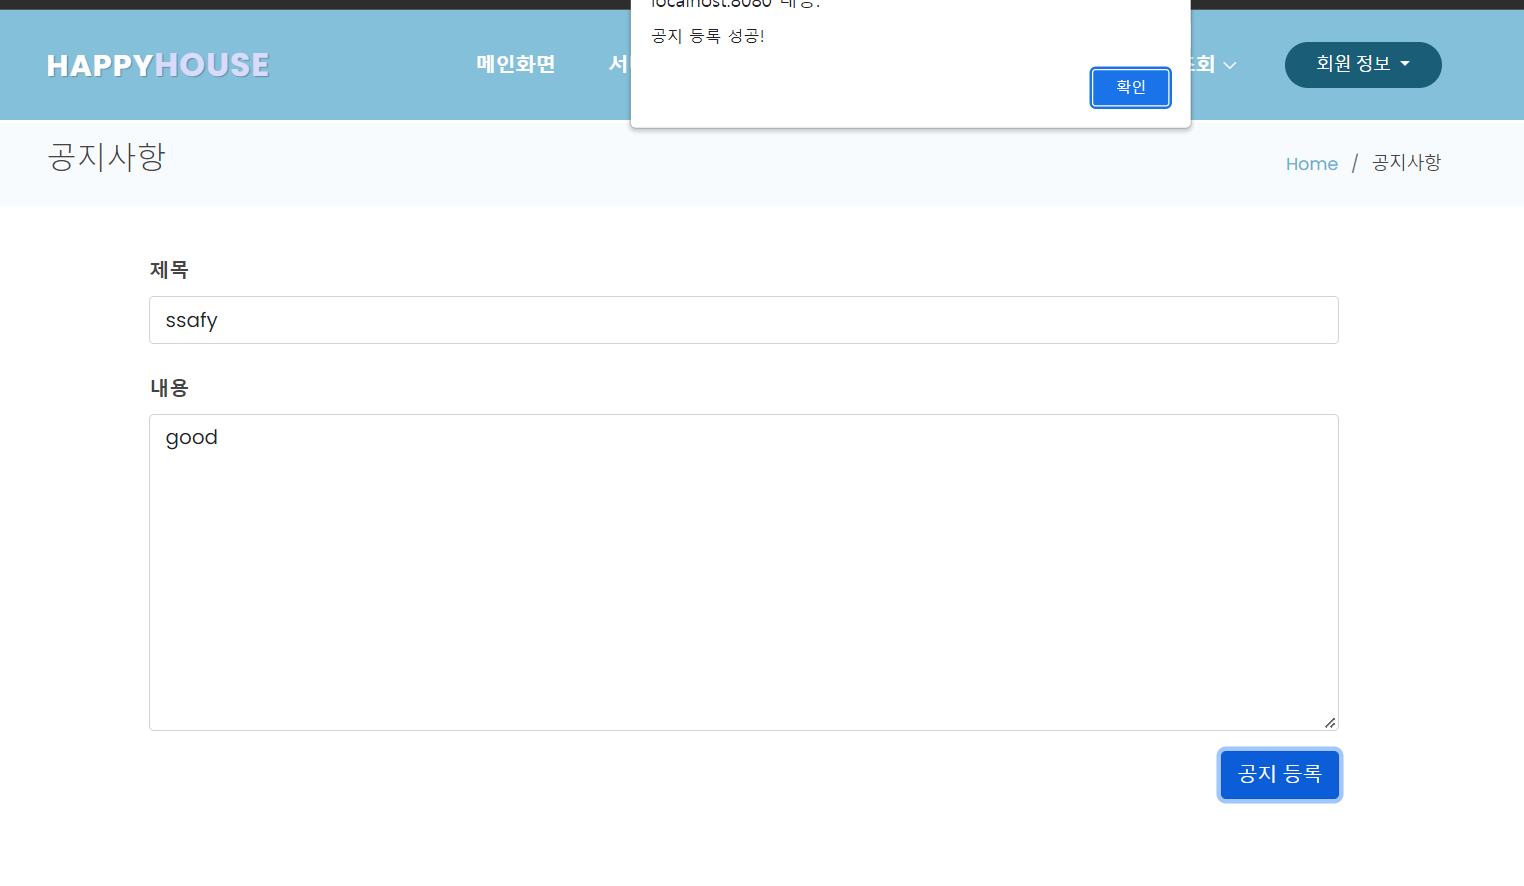 localhost:8080 내용:
공지 등록 성공!
확인
HAPPYHOUSE
메인화면
회원 정보
공지사항
Home / 공지사항
제목
ssafy
내용
good
공지 등록